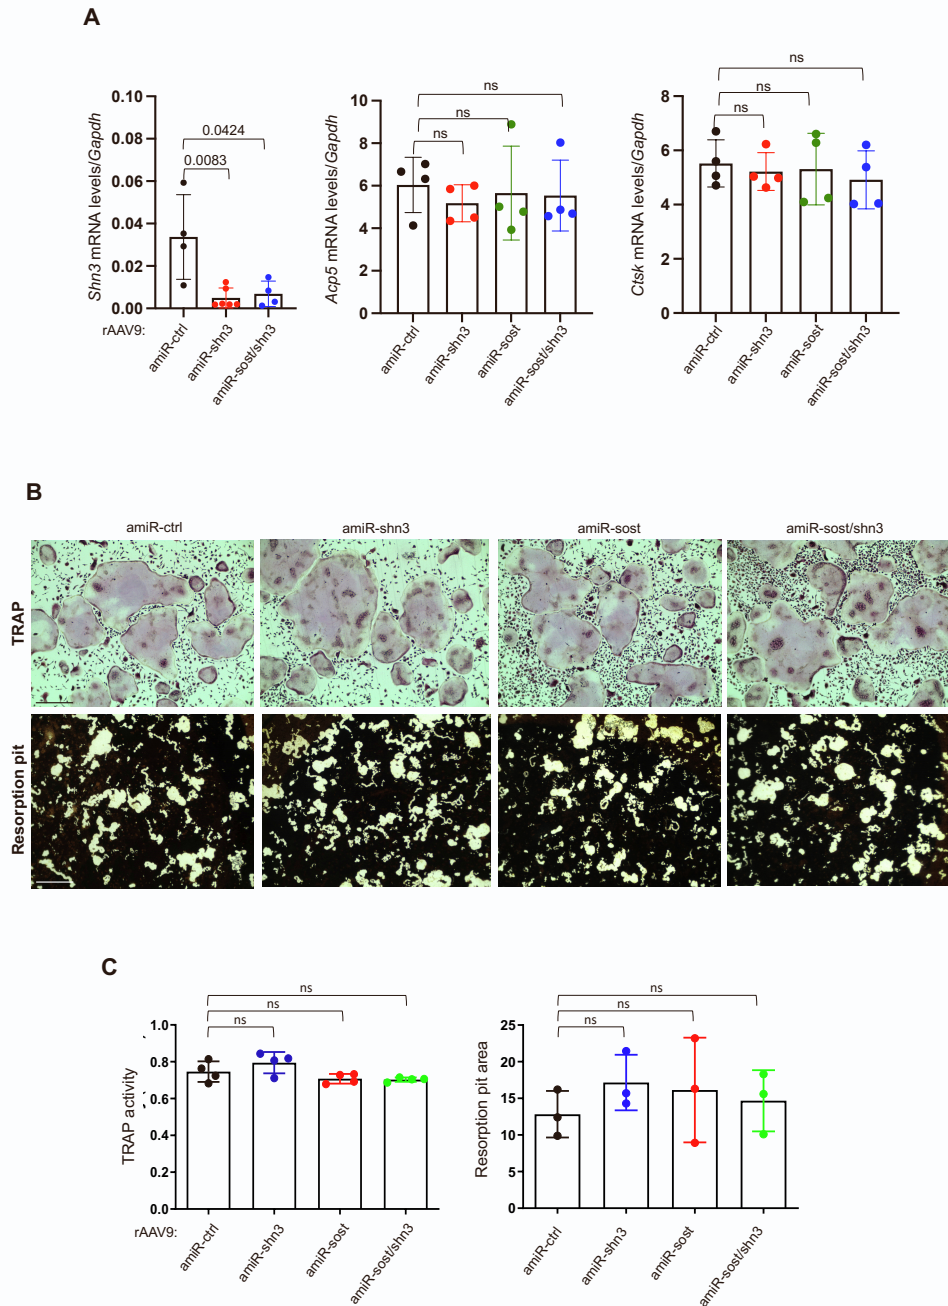 A
Shn3 mRNA levels/Gapdh
0.10
0.08
0.06
0.04
0.02
0.00
0.0424
0.0083
rAAV9:
amiR-ctrl
amiR-shn3
amiR-sost/shn3
Acp5 mRNA levels/Gapdh
10
8
6
4
2
0
ns
ns
ns
amiR-ctrl
amiR-shn3
amiR-sost
amiR-sost/shn3
Ctsk mRNA levels/Gapdh
8
6
4
2
0
ns
ns
ns
amiR-ctrl
amiR-shn3
amiR-sost
amiR-sost/shn3
B
amiR-ctrl
amiR-shn3
amiR-sost
amiR-sost/shn3
TRAP
Resorption pit
C
TRAP activity
1.0
0.8
0.6
0.4
0.2
0.0
ns
ns
ns
rAAV9:
amiR-ctrl
amiR-shn3
amiR-sost
amiR-sost/shn3
Resorption pit area
25
20
15
10
5
0
ns
ns
ns
amiR-ctrl
amiR-shn3
amiR-sost
amiR-sost/shn3